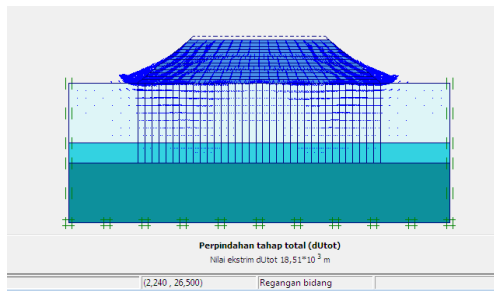 Perpindahan tahap total (dUtot)
Nilai ekstrim dUtot 18,51*10 3 m
(2,240 , 26,500) Regangan bidang